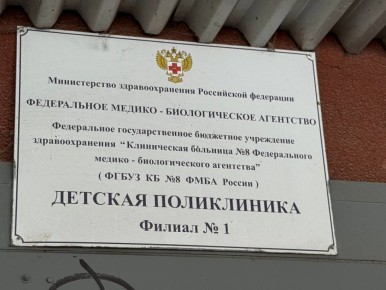 Министерство здравоохранения Российской федерации
ФЕДЕРАЛЬНОЕ МЕДИКО - БИОЛОГИЧЕСКОЕ АГЕНТСТВО
Федеральное государственное бюджетное учреждение
здравоохранения "Клиническая больница №8 Федерального
медико - биологического агентства"
( ФГБУЗ КБ №8 ФМБА России )
ДЕТСКАЯ ПОЛИКЛИНИКА
Филиал № 1